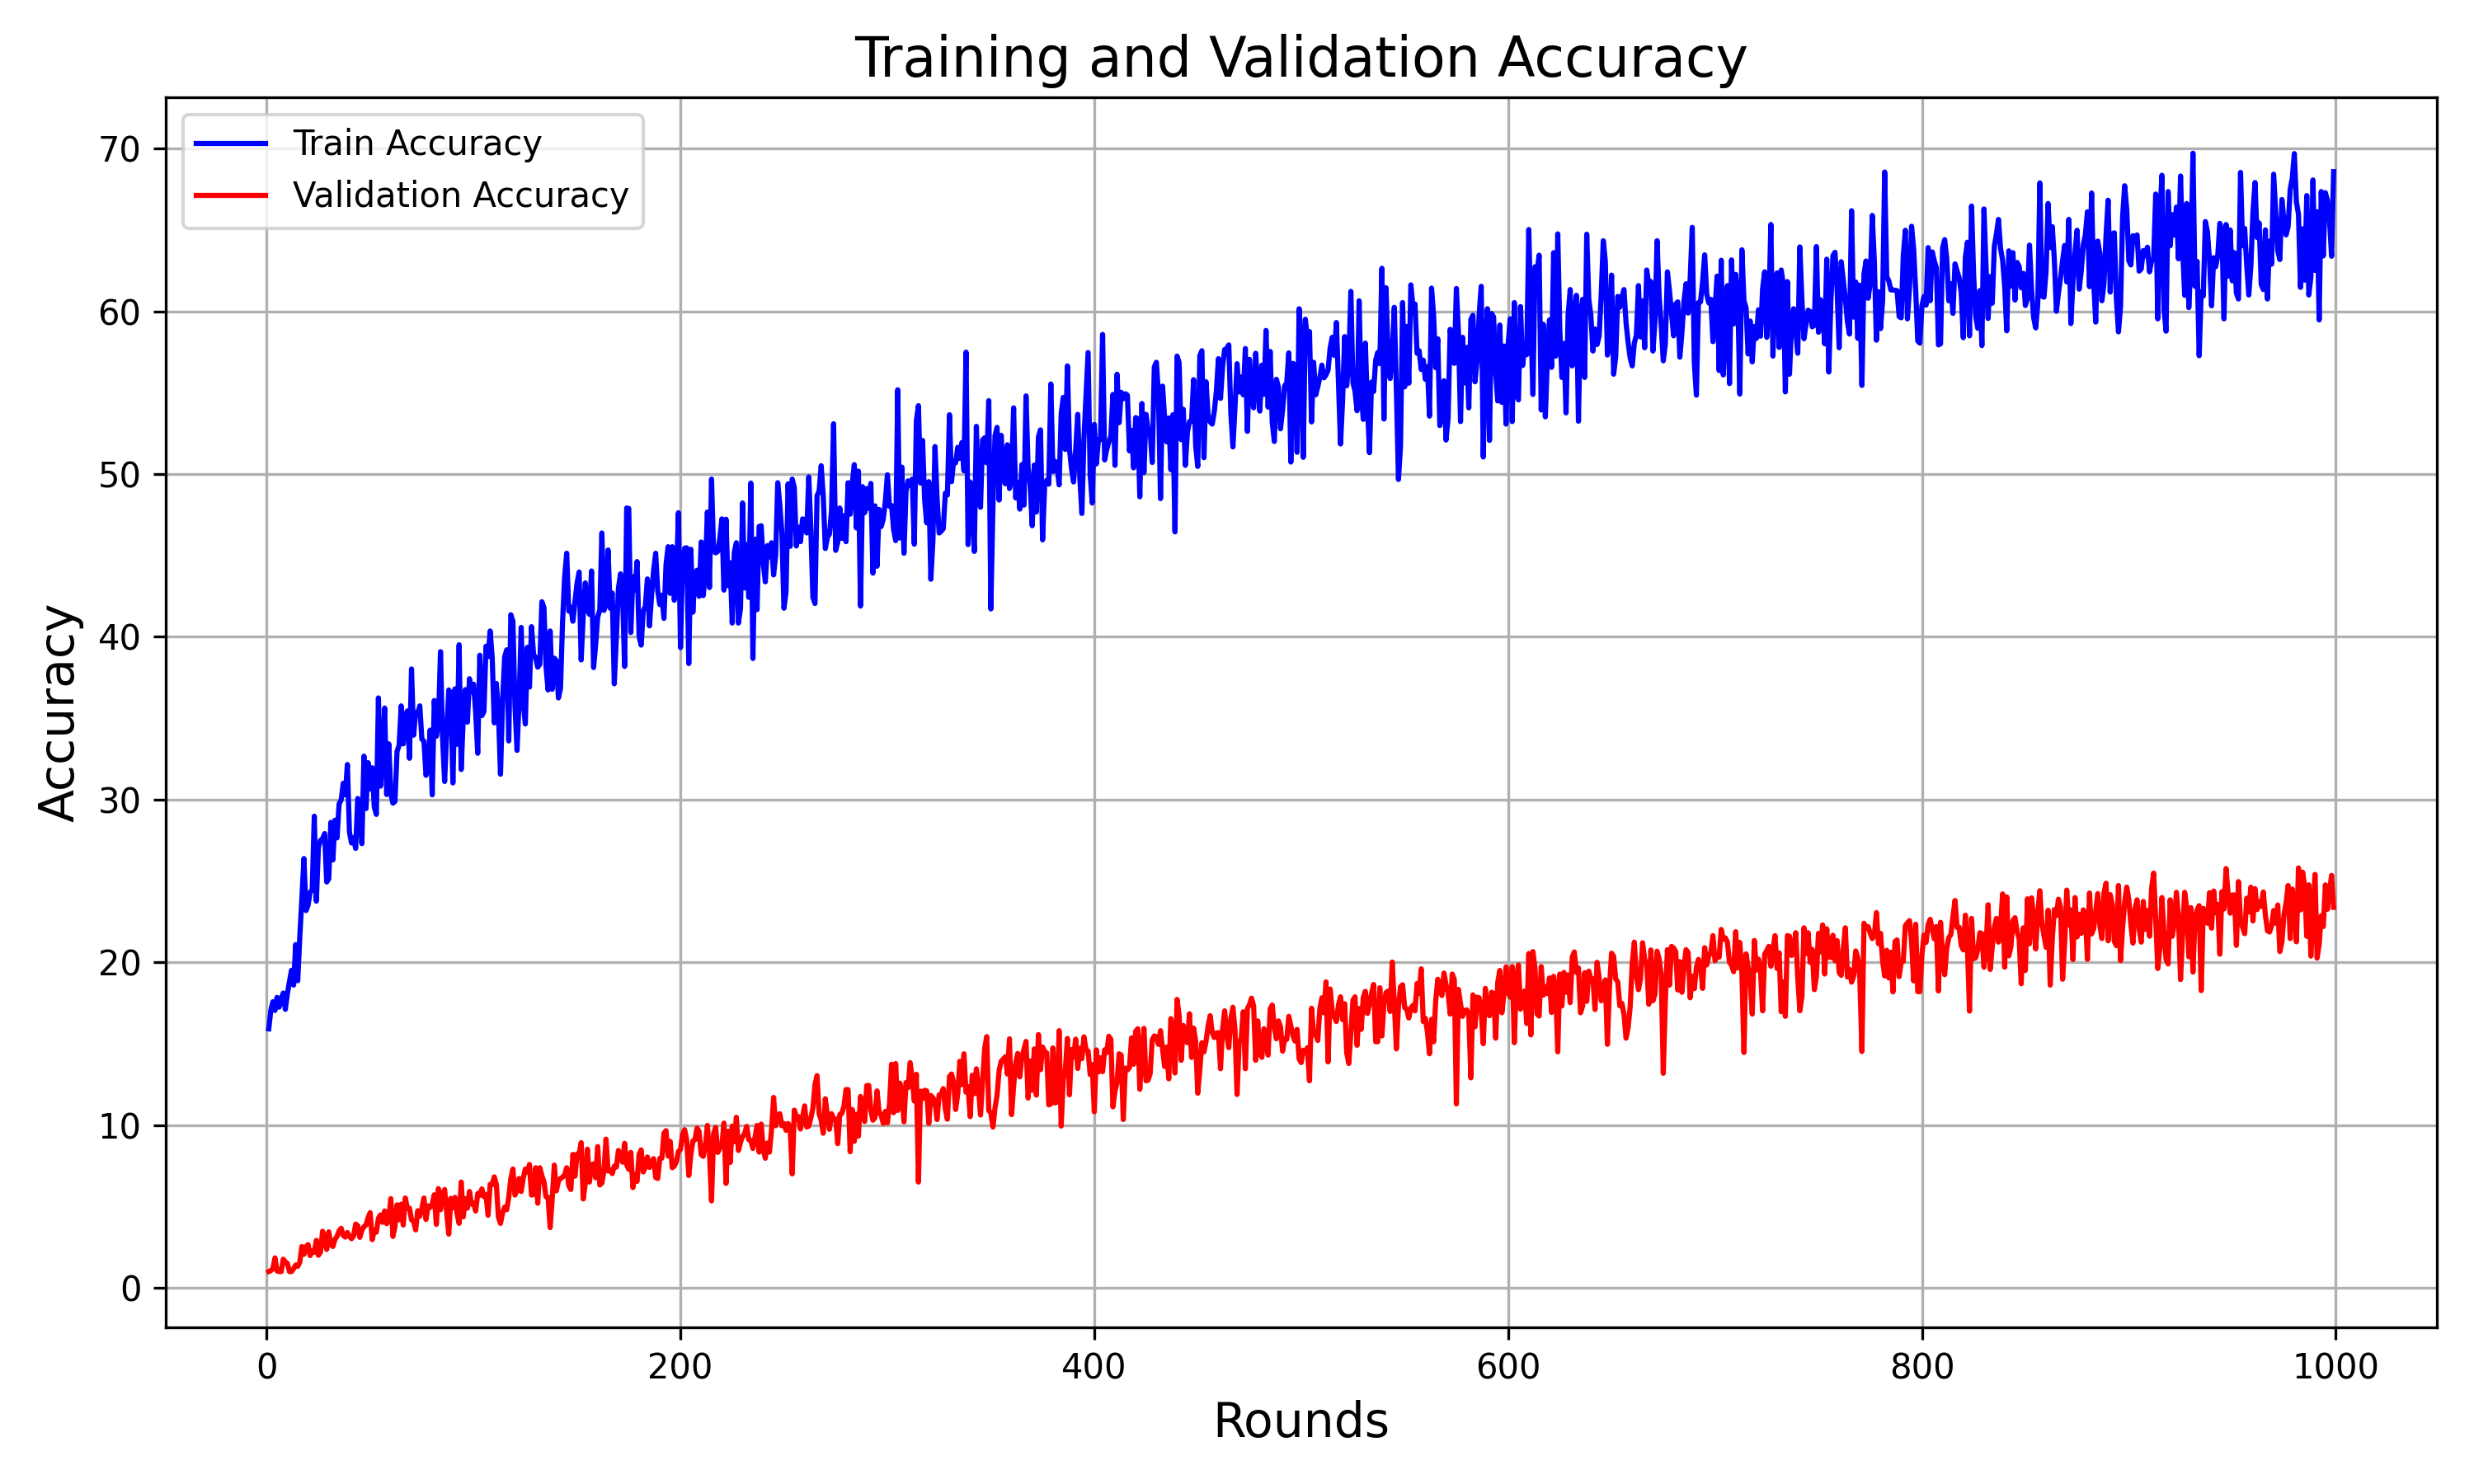 Training and Validation Accuracy
Train Accuracy
Validation Accuracy
Accuracy
70
60
50
40
30
20
10
0
0 200 400 600 800 1000
Rounds